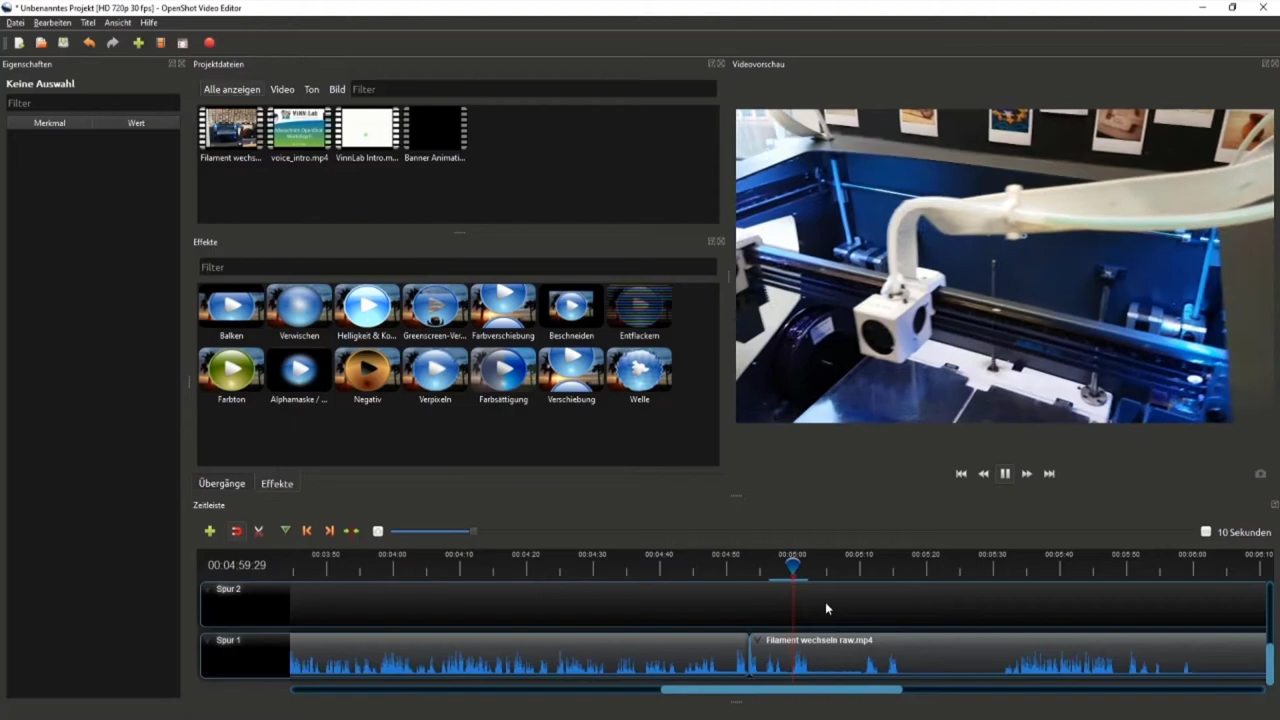 * Unbenanntes Projekt [HD 720p 30 fps] - OpenShot Video Editor
Datei Bearbeiten Titel Ansicht Hilfe
Eigenschaften
Projektdateien
Videovorschau
Keine Auswahl
Filter
Merkmal Wert
Alle anzeigen Video Ton Bild Filter
ViNN:Lab
Filament wechs... voice_intro.mp4 VinnLab Intro.m... Banner Animati...
Effekte
Filter
Balken Verwischen Helligkeit & Ko... Greenscreen-Ver... Farbverschiebung Beschneiden Entflackern
Farbton Alphamaske / ... Negativ Verpixeln Farbsättigung Verschiebung Welle
Übergänge Effekte
Zeitleiste
10 Sekunden
00:04:59:29
00:03:50 00:04:00 00:04:10 00:04:20 00:04:30 00:04:40 00:04:50 00:05:00 00:05:10 00:05:20 00:05:30 00:05:40 00:05:50 00:06:00 00:06:10
Spur 2
Spur 1
Filament wechseln raw.mp4